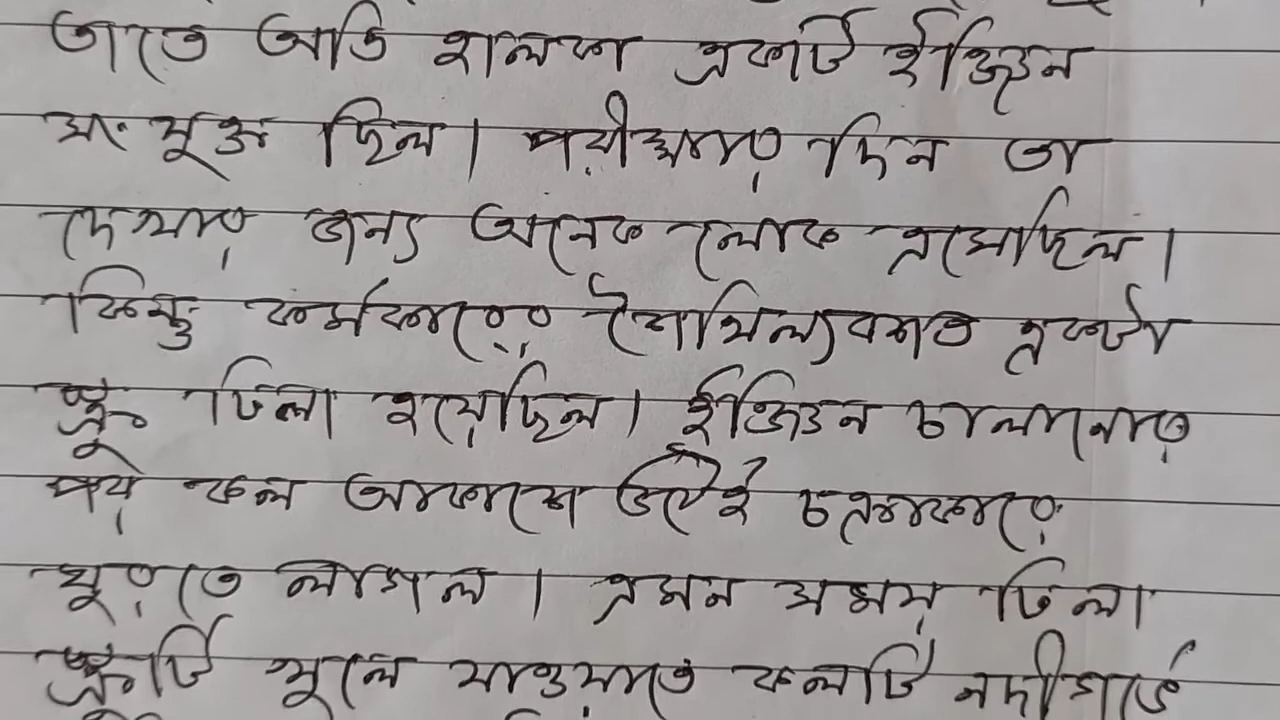 তাতে অতি হালকা একটি ইঞ্জিন
সংযুক্ত ছিল। পরীক্ষার দিন তা
দেখার জন্য অনেক লোক এসেছিল।
কিন্তু কর্মকারের শৈথিল্যবশত একটা
স্ক্রু ঢিলা হয়েছিল। ইঞ্জিন চালানোর
পর কল আকাশে উঠেই চক্রাকারে
ঘুরতে লাগল। এমন সময় ঢিলা
স্ক্রুটি খুলে যাওয়াতে কলটি নদীগর্ভে